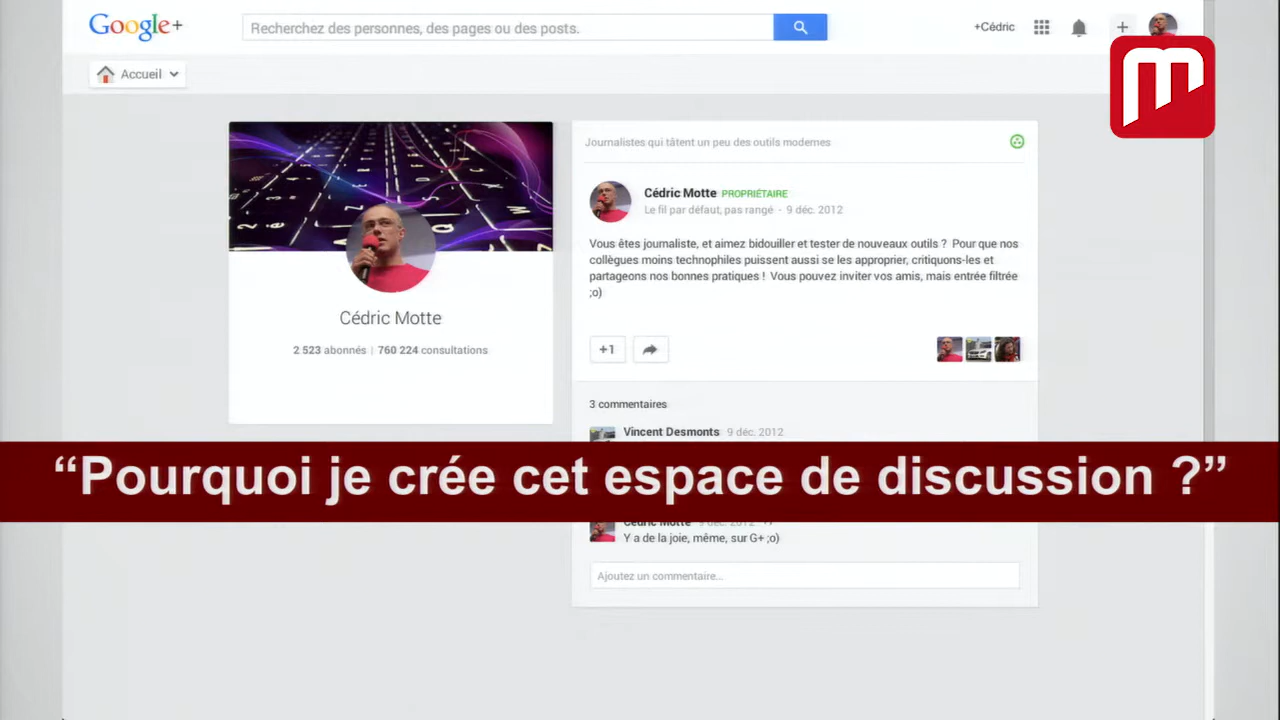 Google+
Recherchez des personnes, des pages ou des posts.
+Cédric
Accueil
Journalistes qui tâtent un peu des outils modernes
Cédric Motte PROPRIÉTAIRE
Le fil par défaut, pas rangé - 9 déc. 2012
Vous êtes journaliste, et aimez bidouiller et tester de nouveaux outils ? Pour que nos
collègues moins technophiles puissent aussi se les approprier, critiquons-les et
partageons nos bonnes pratiques ! Vous pouvez inviter vos amis, mais entrée filtrée
;o)
Cédric Motte
2 523 abonnés | 760 224 consultations
+1
3 commentaires
Vincent Desmonts 9 déc. 2012
“Pourquoi je crée cet espace de discussion ?”
Cédric Motte 9 déc. 2012
Y a de la joie, même, sur G+ ;o)
Ajoutez un commentaire...